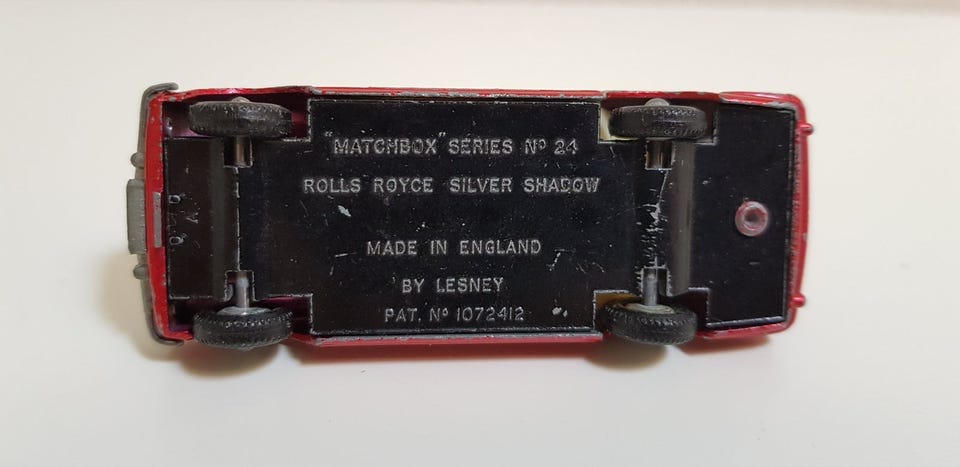 "MATCHBOX" SERIES Nº 24
ROLLS ROYCE SILVER SHADOW
MADE IN ENGLAND
BY LESNEY
PAT. Nº 1072412